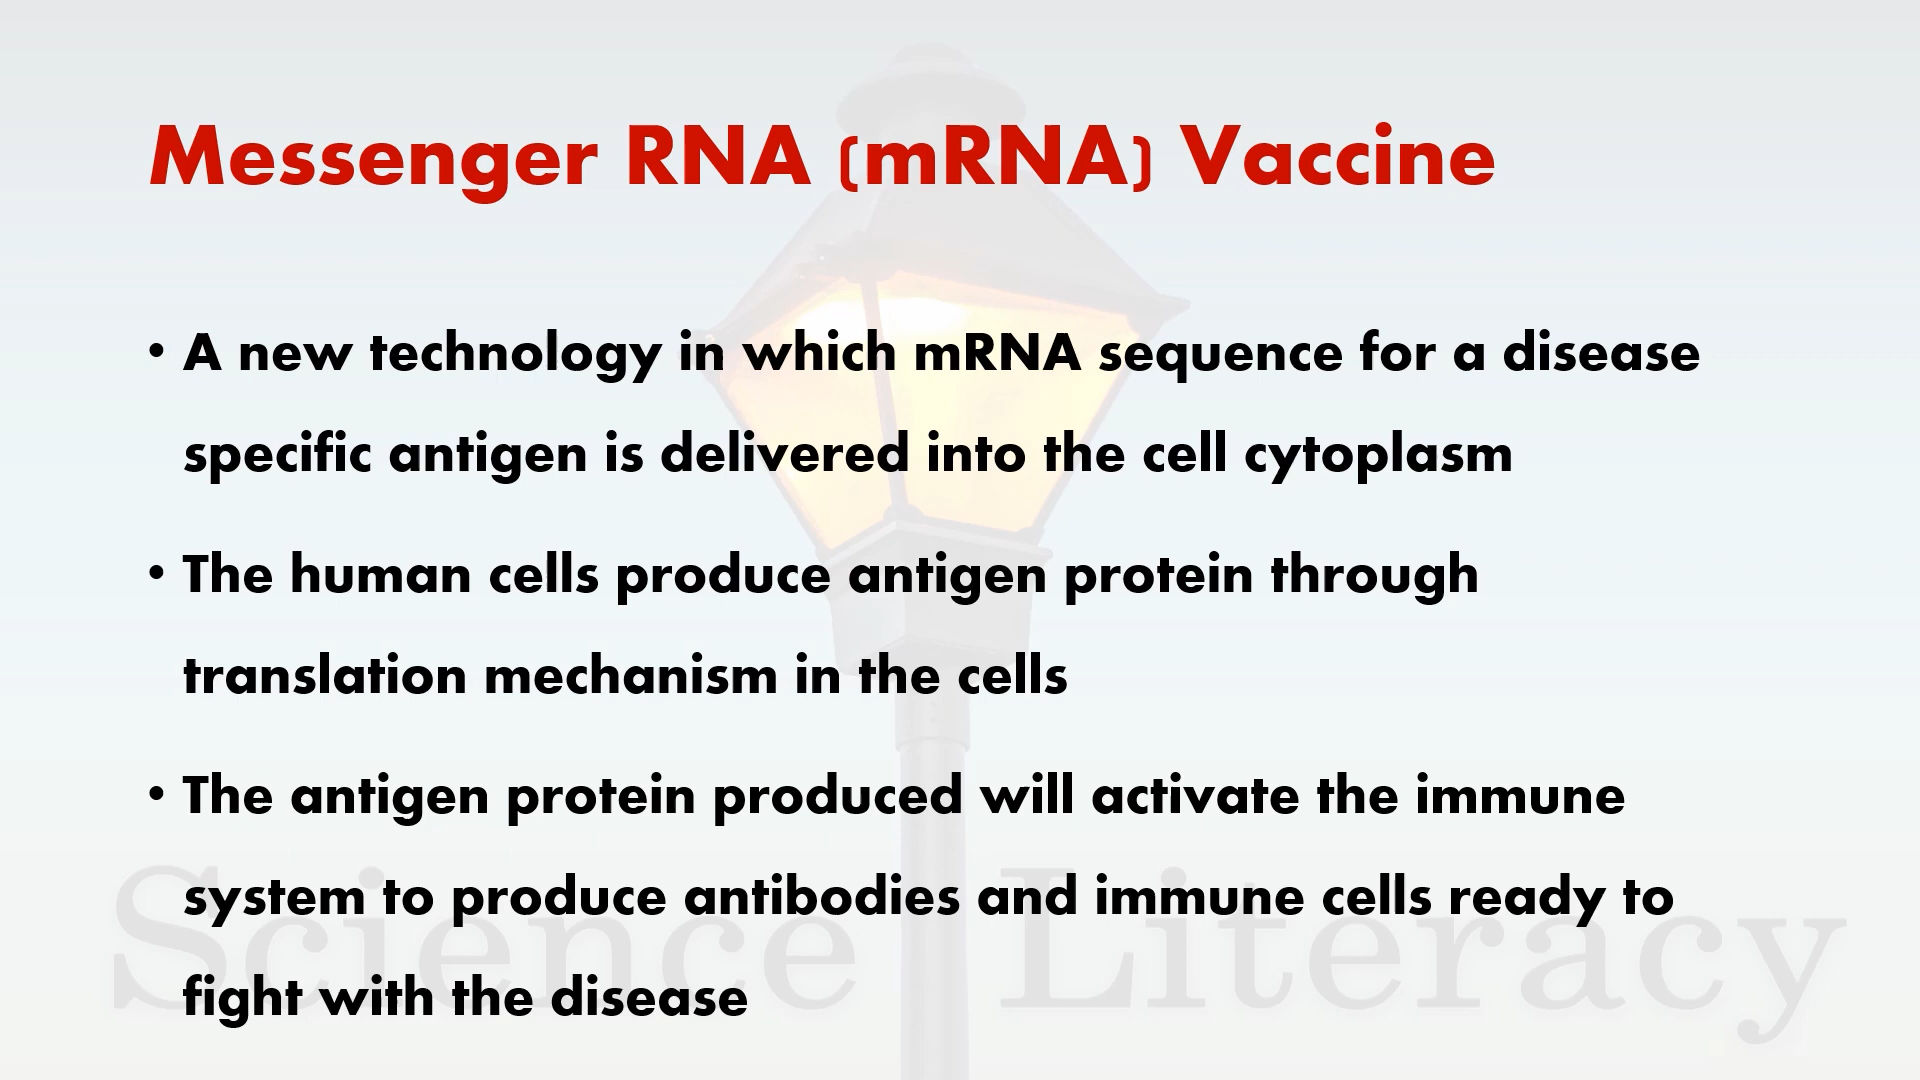 Messenger RNA (mRNA) Vaccine
• A new technology in which mRNA sequence for a disease
specific antigen is delivered into the cell cytoplasm
• The human cells produce antigen protein through
translation mechanism in the cells
• The antigen protein produced will activate the immune
system to produce antibodies and immune cells ready to
fight with the disease
Science Literacy